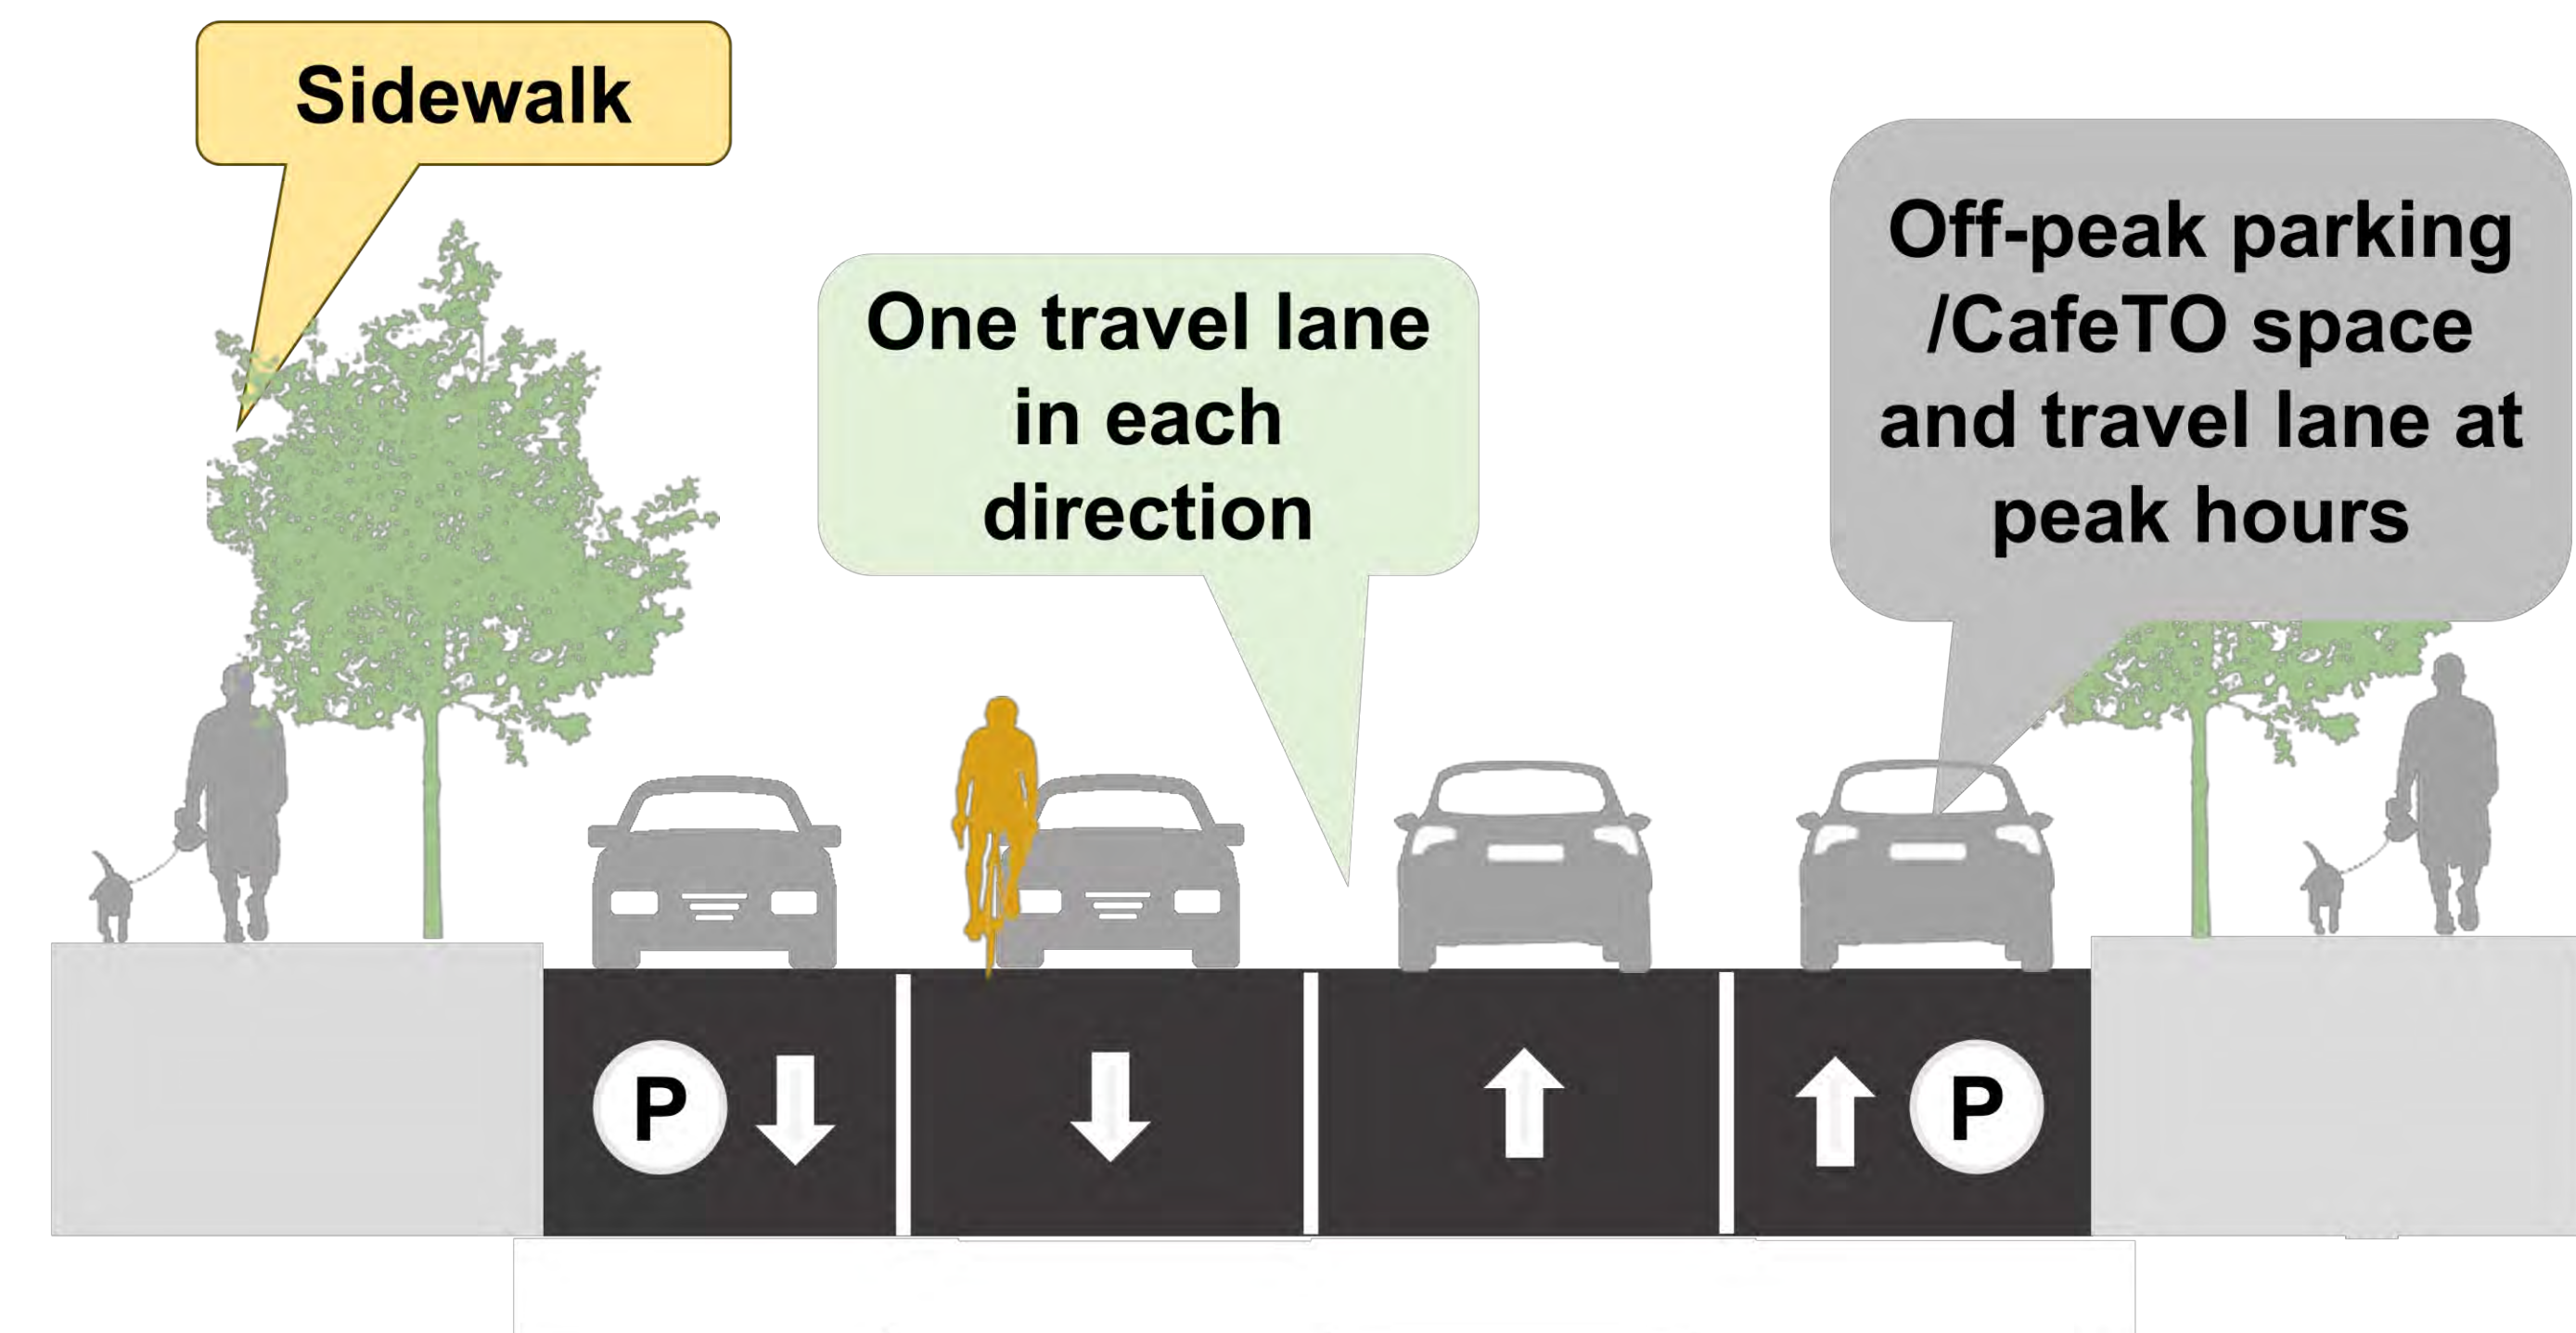 Sidewalk
One travel lane
in each
direction
Off-peak parking
/CafeTO space
and travel lane at
peak hours
P
P